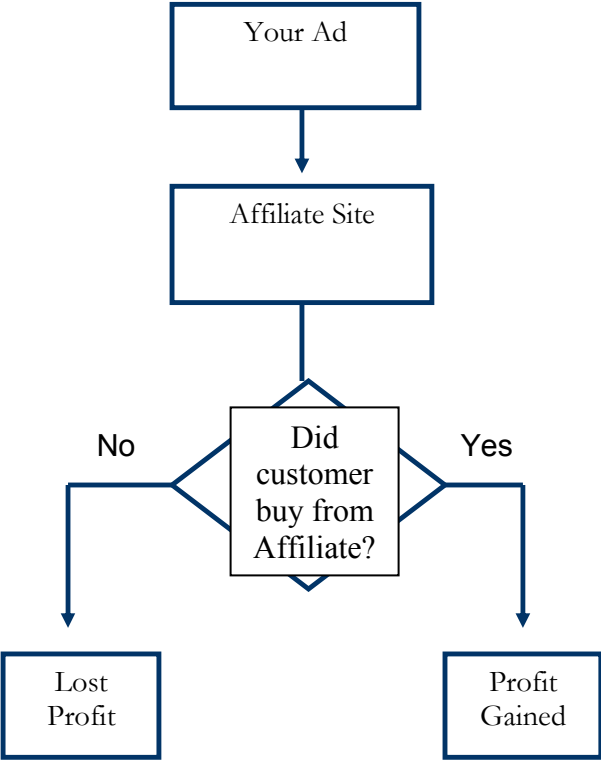 Your Ad
Affiliate Site
No
Did
customer
buy from
Affiliate?
Yes
Lost
Profit
Profit
Gained